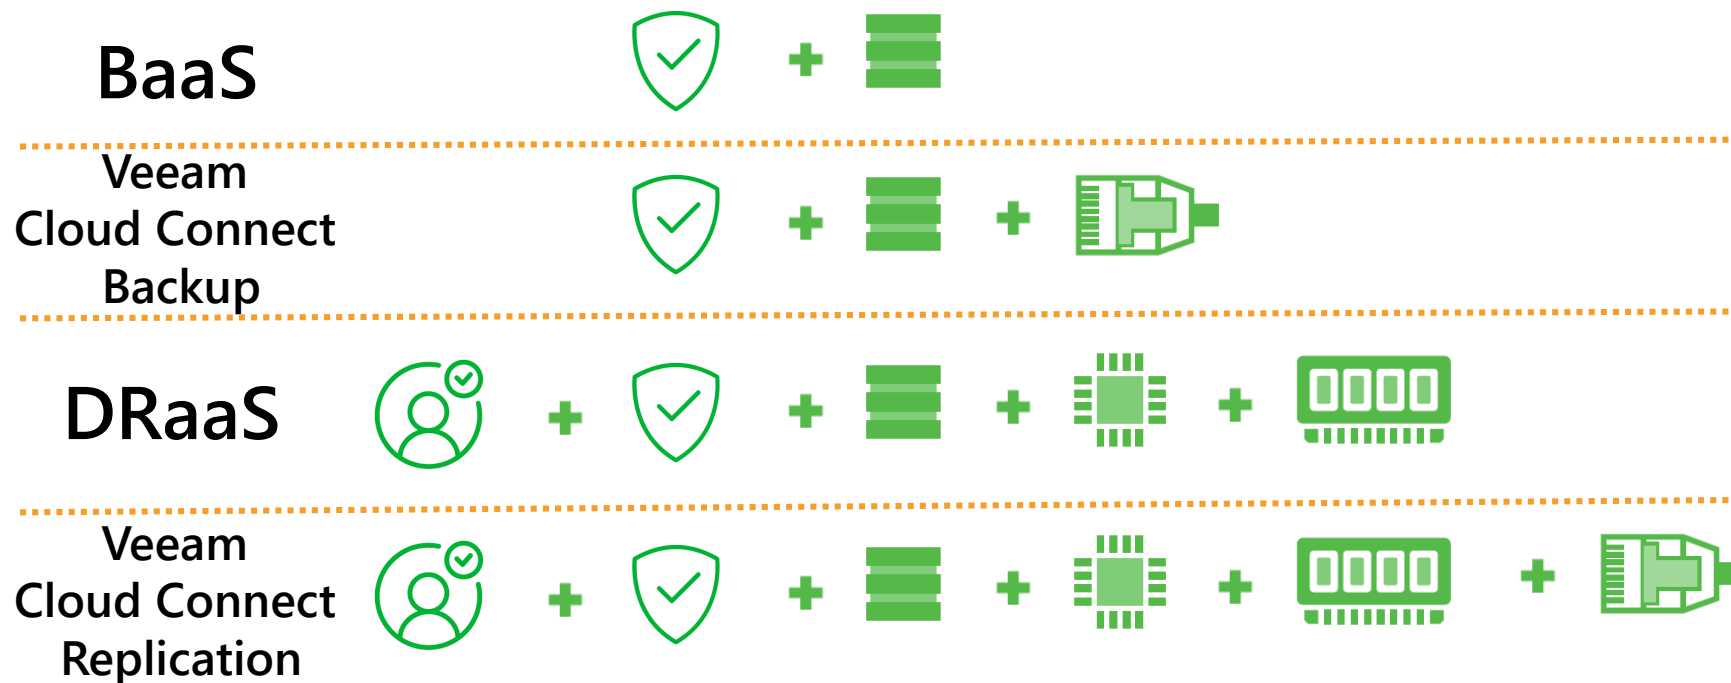 BaaS
Veeam
Cloud Connect
Backup
DRaaS
Veeam
Cloud Connect
Replication